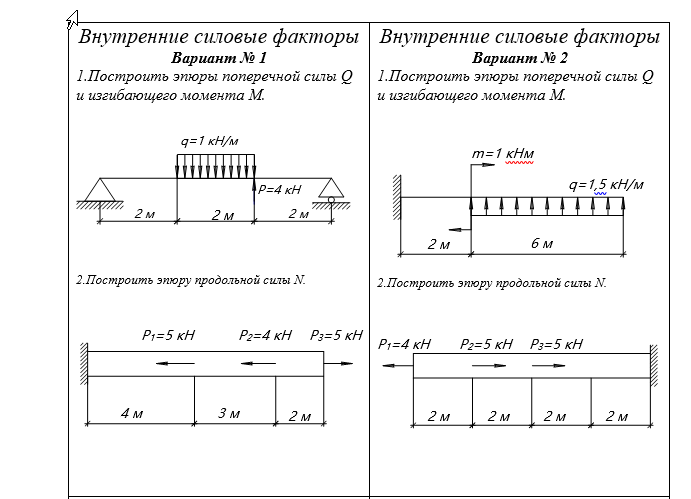 Внутренние силовые факторы
Вариант № 1
1.Построить эпюры поперечной силы Q
и изгибающего момента М.
q=1 кН/м
P=4 кН
2 м
2 м
2 м
2.Построить эпюру продольной силы N.
P1=5 кН
P2=4 кН
P3=5 кН
4 м
3 м
2 м
Внутренние силовые факторы
Вариант № 2
1.Построить эпюры поперечной силы Q
и изгибающего момента М.
m=1 кНм
q=1,5 кН/м
2 м
6 м
2.Построить эпюру продольной силы N.
P1=4 кН
P2=5 кН
P3=5 кН
2 м
2 м
2 м
2 м